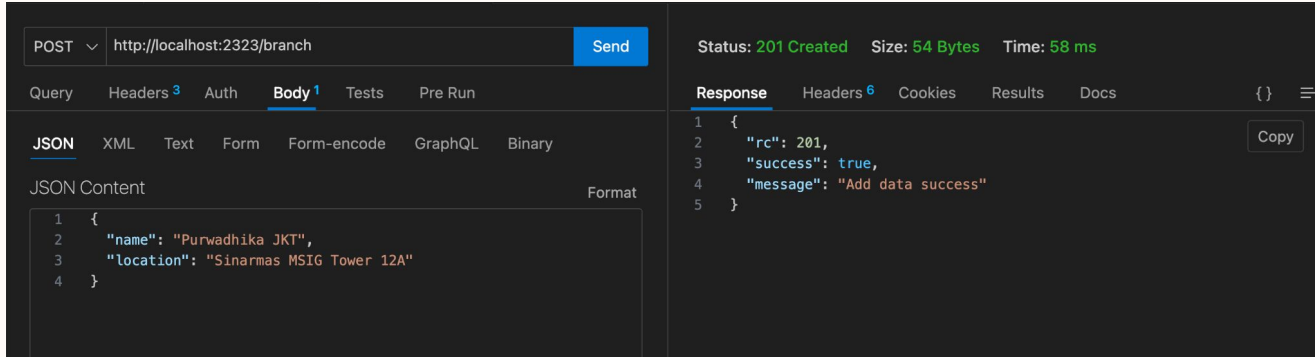 POST http://localhost:2323/branch Send
Query Headers 3 Auth Body 1 Tests Pre Run
JSON XML Text Form Form-encode GraphQL Binary
JSON Content
Format
1 {
2 "name": "Purwadhika JKT",
3 "location": "Sinarmas MSIG Tower 12A"
4 }
Status: 201 Created Size: 54 Bytes Time: 58 ms
Response Headers 6 Cookies Results Docs { }
Copy
1 {
2 "rc": 201,
3 "success": true,
4 "message": "Add data success"
5 }